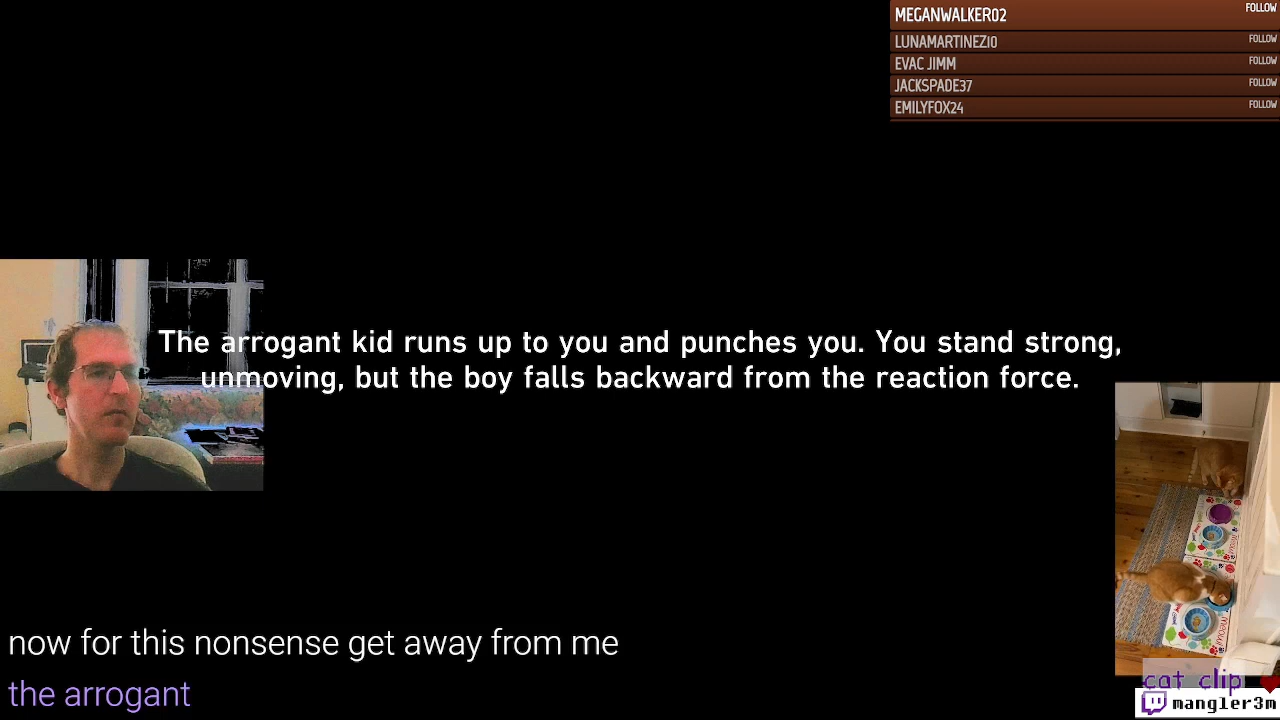 MEGANWALKER02 FOLLOW
LUNAMARTINEZ10 FOLLOW
EVAC JIMM FOLLOW
JACKSPADE37 FOLLOW
EMILYFOX24 FOLLOW
The arrogant kid runs up to you and punches you. You stand strong,
unmoving, but the boy falls backward from the reaction force.
now for this nonsense get away from me
the arrogant
cat clip
mangler3m